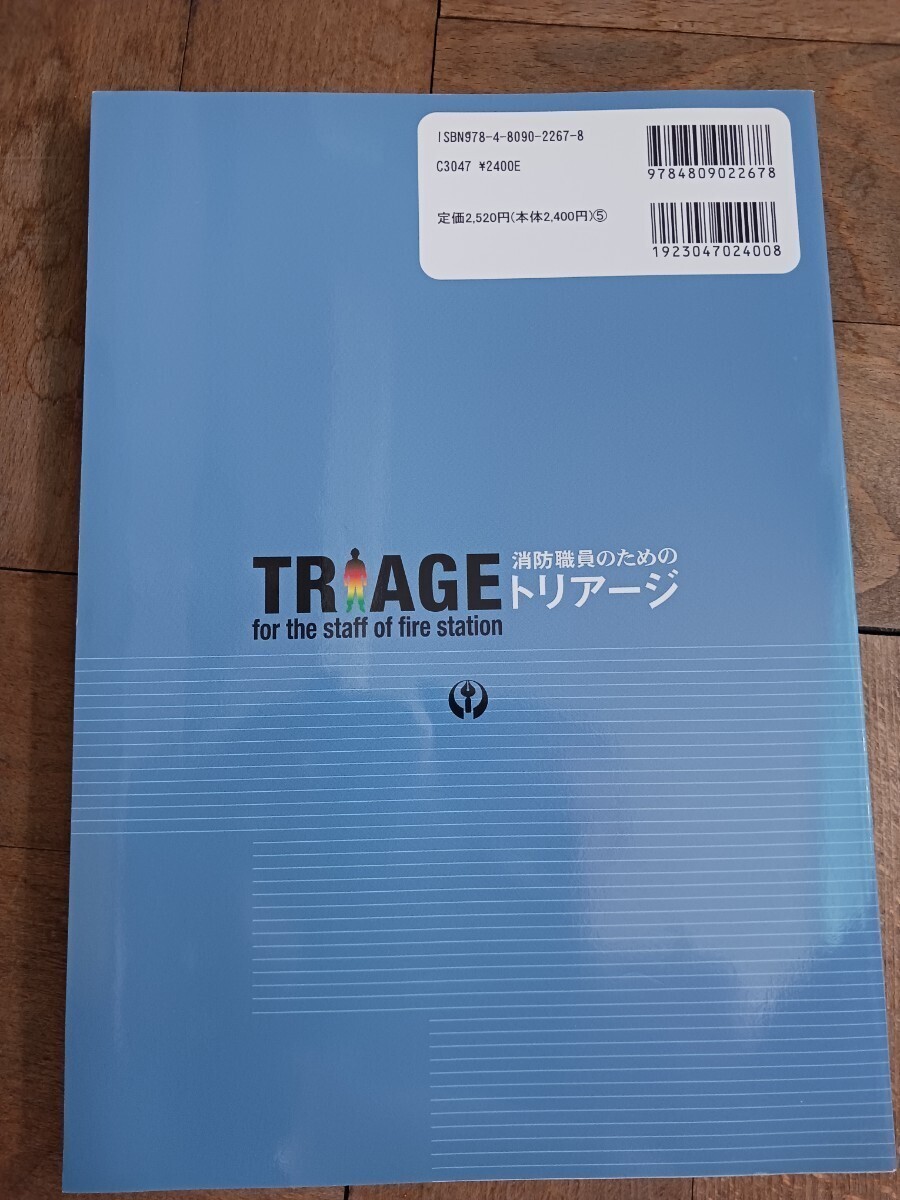 ISBN978-4-8090-2267-8
C3047 ¥2400E
定価2,520円(本体2,400円)⑤
9784809022678
1923047024008
TRIAGE
for the staff of fire station
消防職員のための
トリアージ